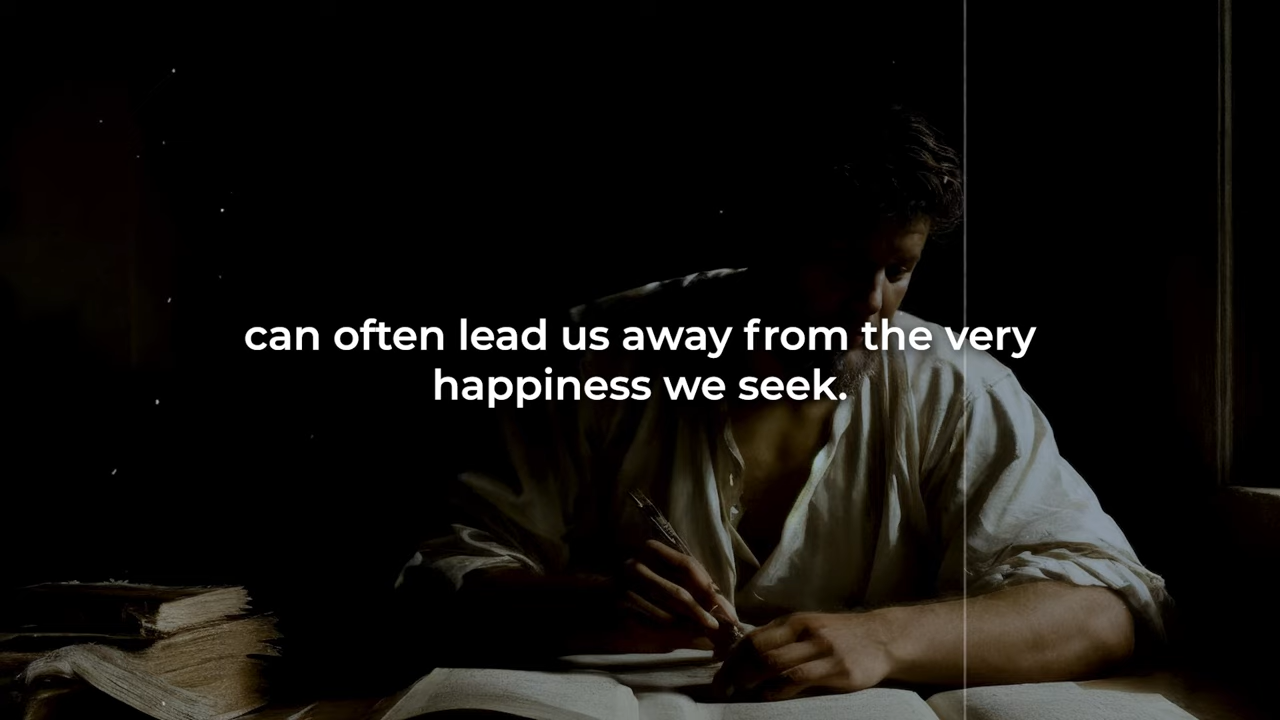 can often lead us away from the very
happiness we seek.